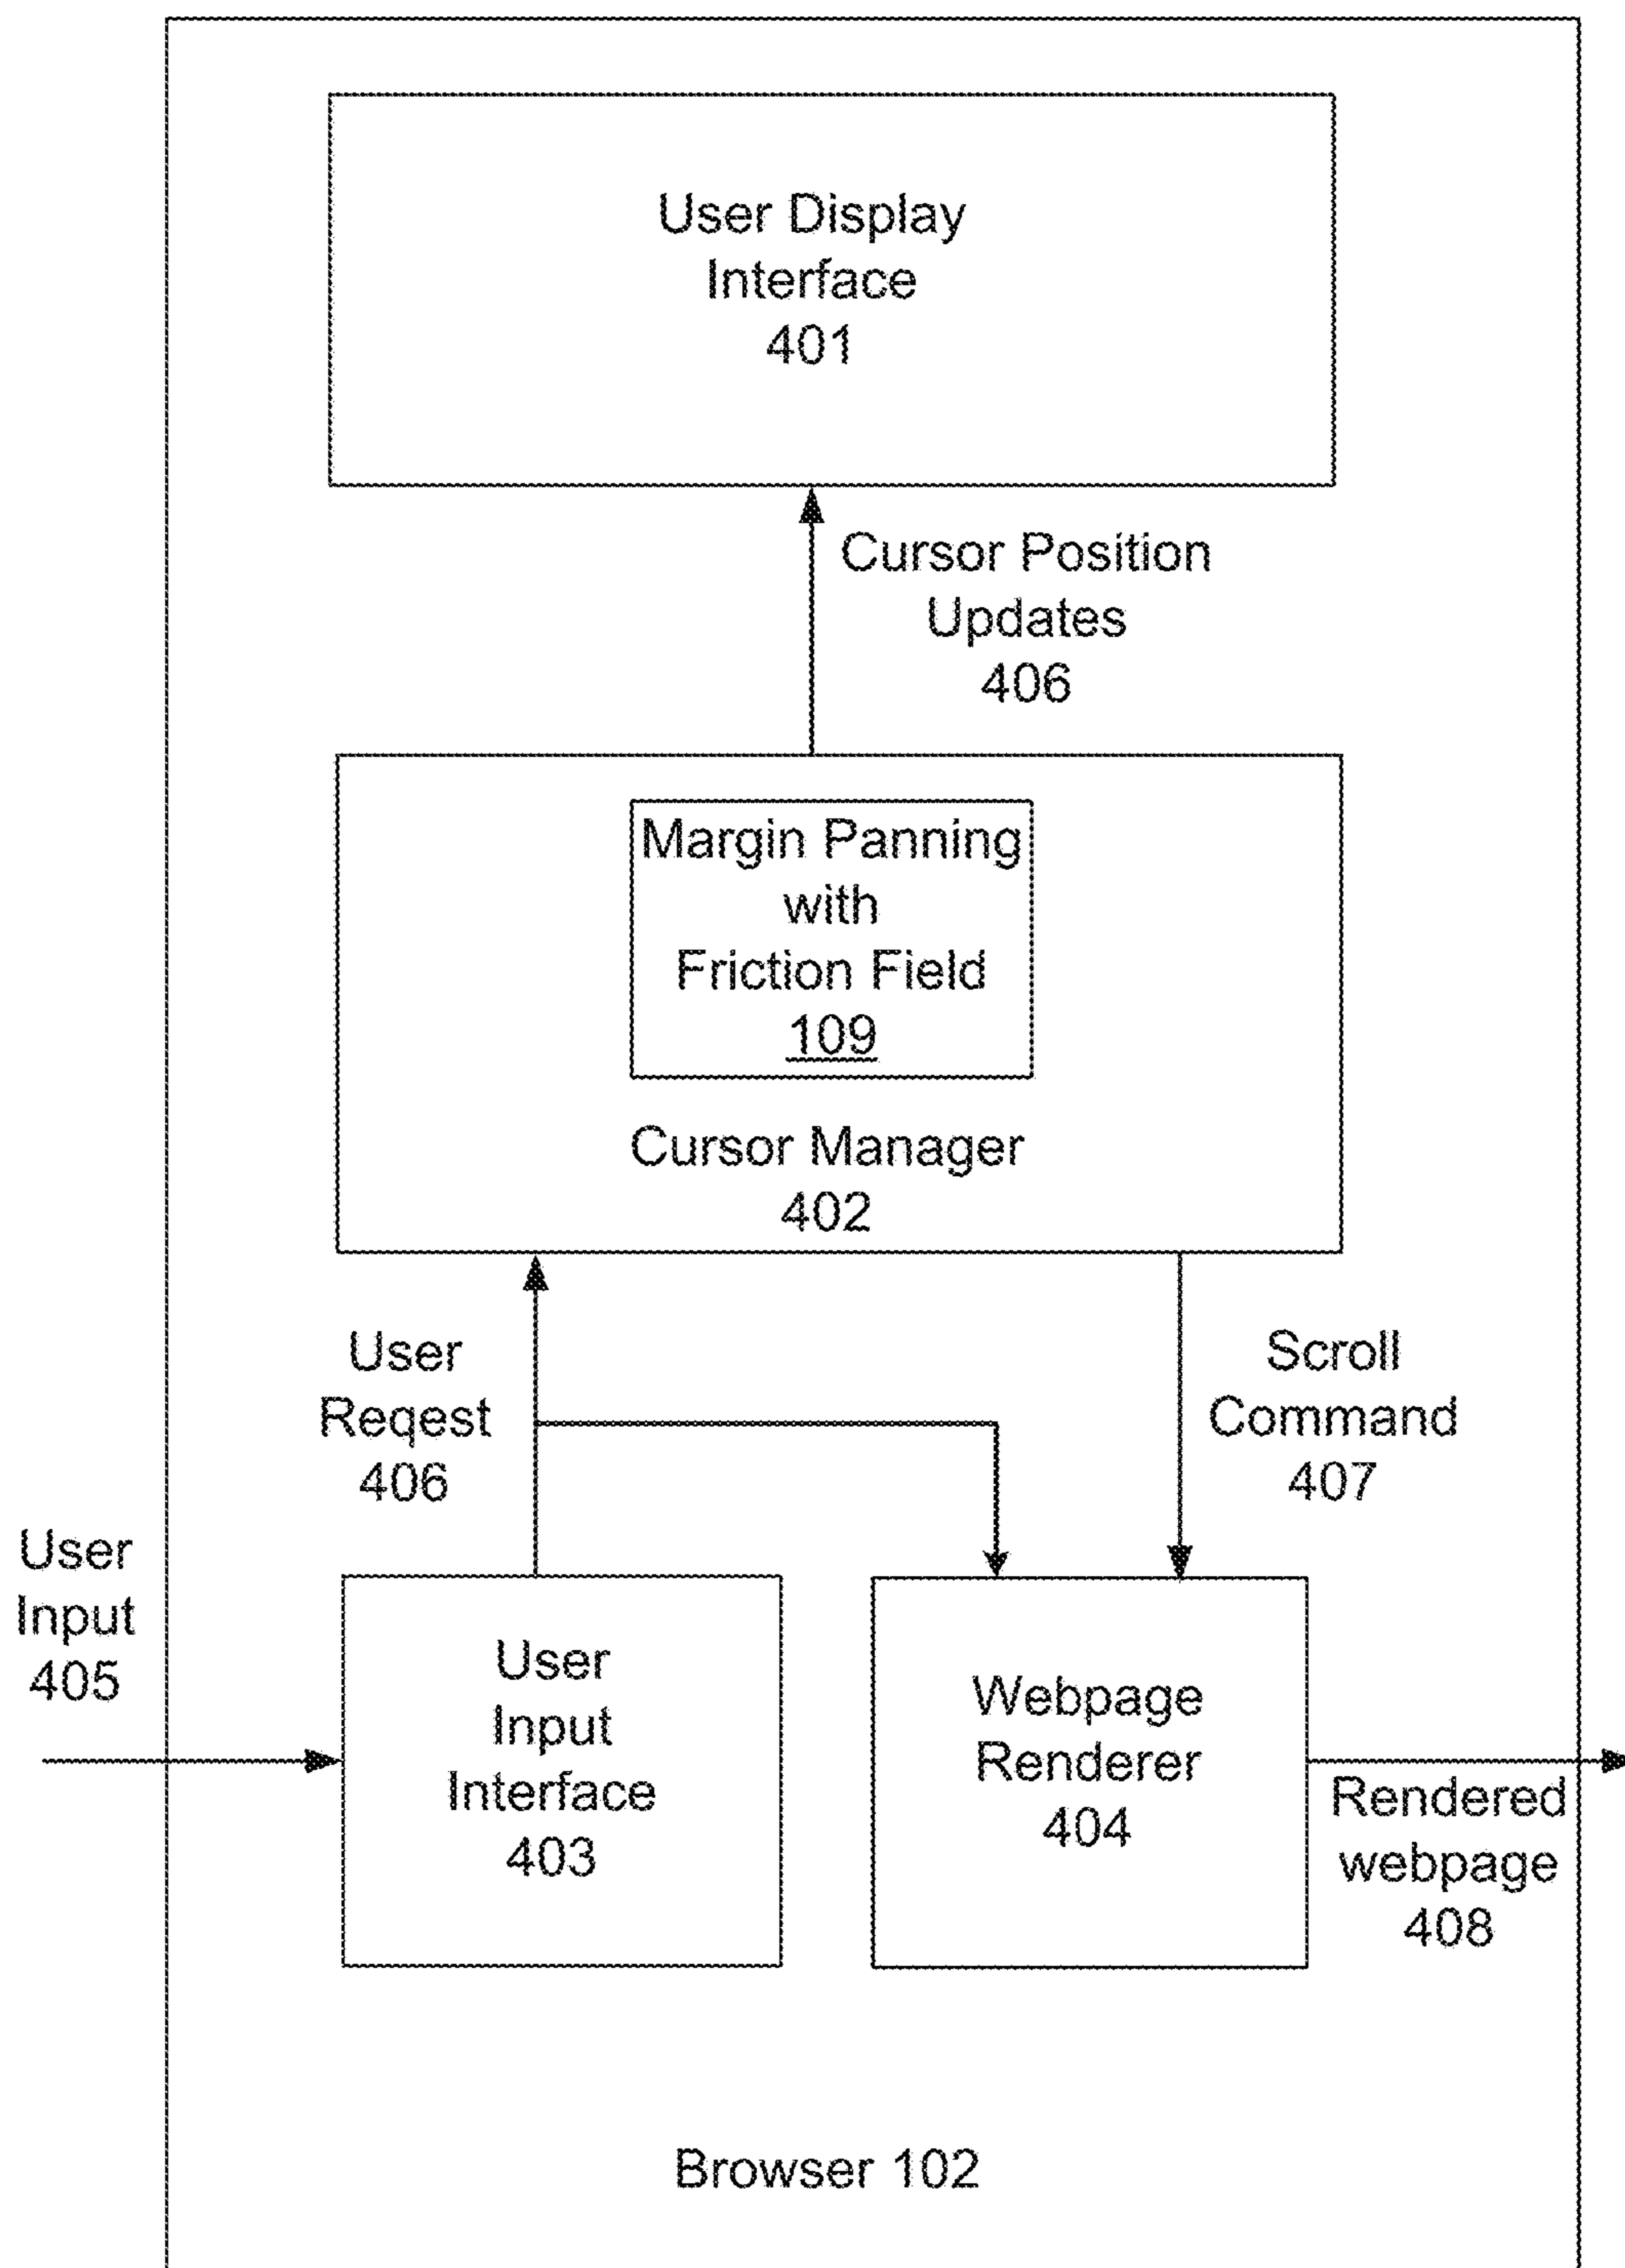 User Display
Interface
401
Cursor Position
Updates
406
Margin Panning
with
Friction Field
109
Cursor Manager
402
User
Reqest
406
Scroll
Command
407
User
Input
405
User
Input
Interface
403
Webpage
Renderer
404
Rendered
webpage
408
Browser 102